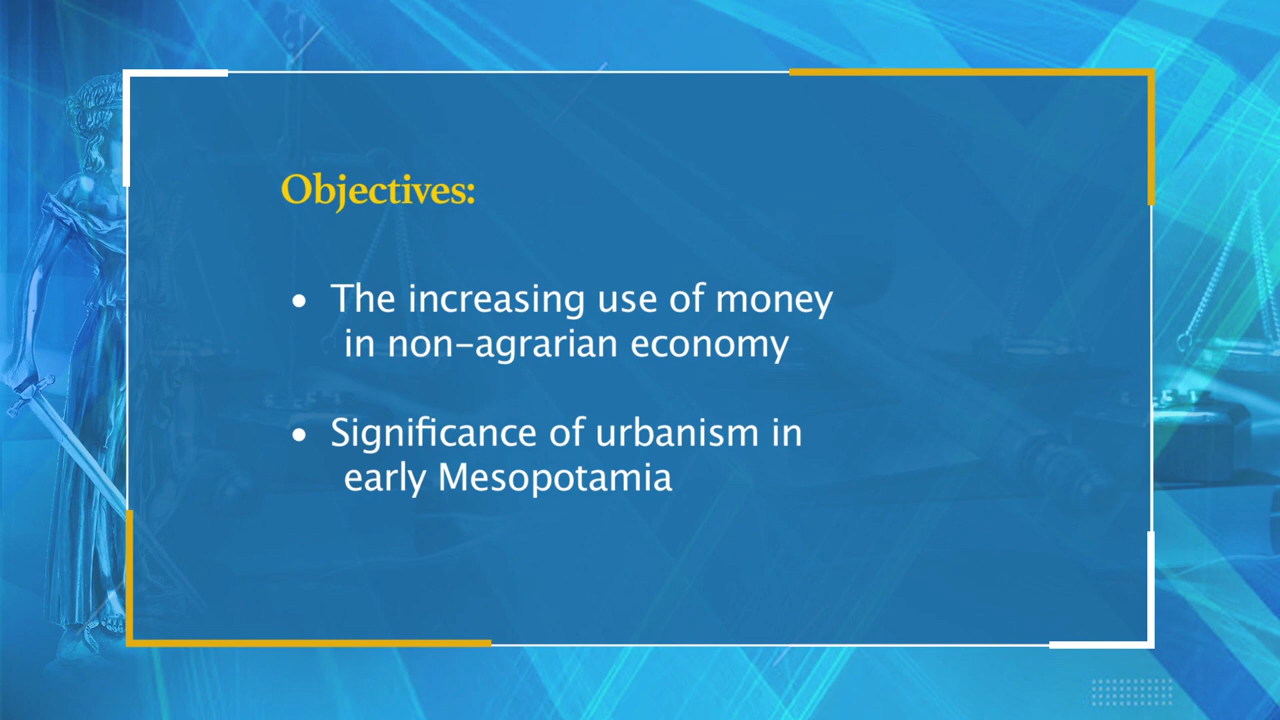 Objectives:
• The increasing use of money
in non-agrarian economy
• Significance of urbanism in
early Mesopotamia